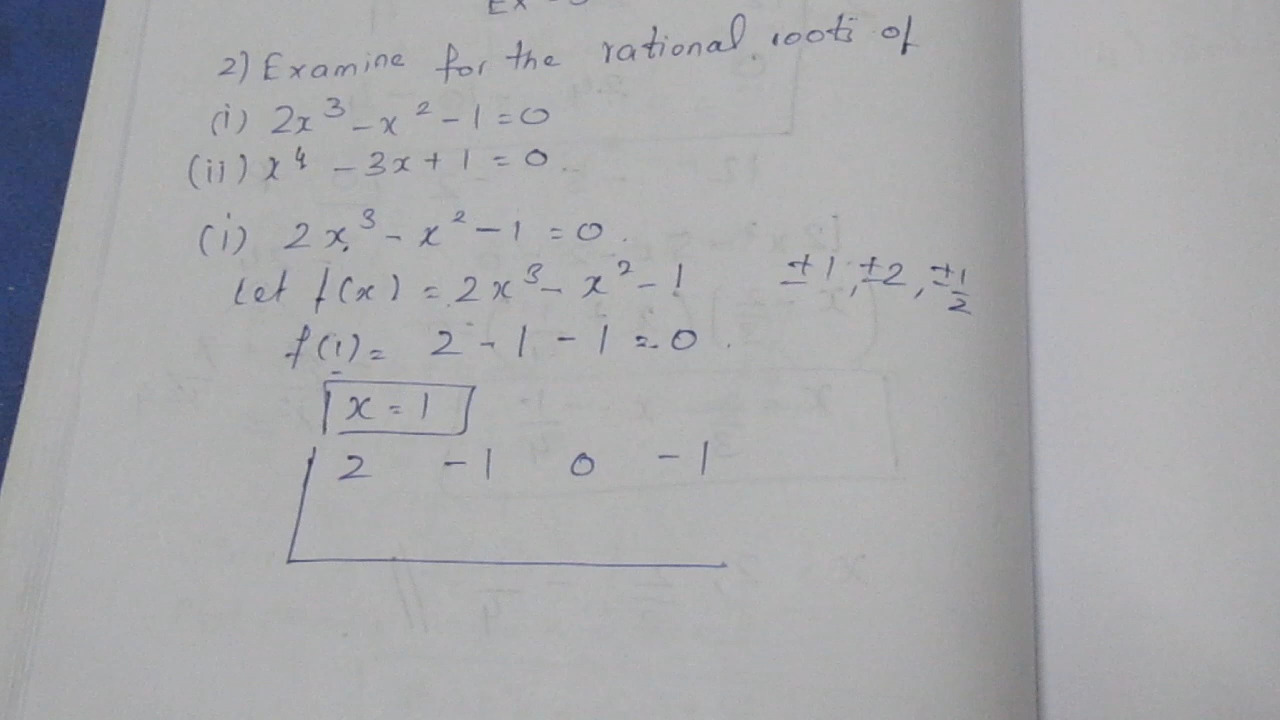 Ex
2) Examine for the rational roots of
(i) 2x³ - x² - 1 = 0
(ii) x⁴ - 3x + 1 = 0.
(i) 2x³ - x² - 1 = 0.
Let f(x) = 2x³ - x² - 1 ±1, ±2, ±1/2
f(1) = 2 - 1 - 1 = 0.
x = 1
2 -1 0 -1